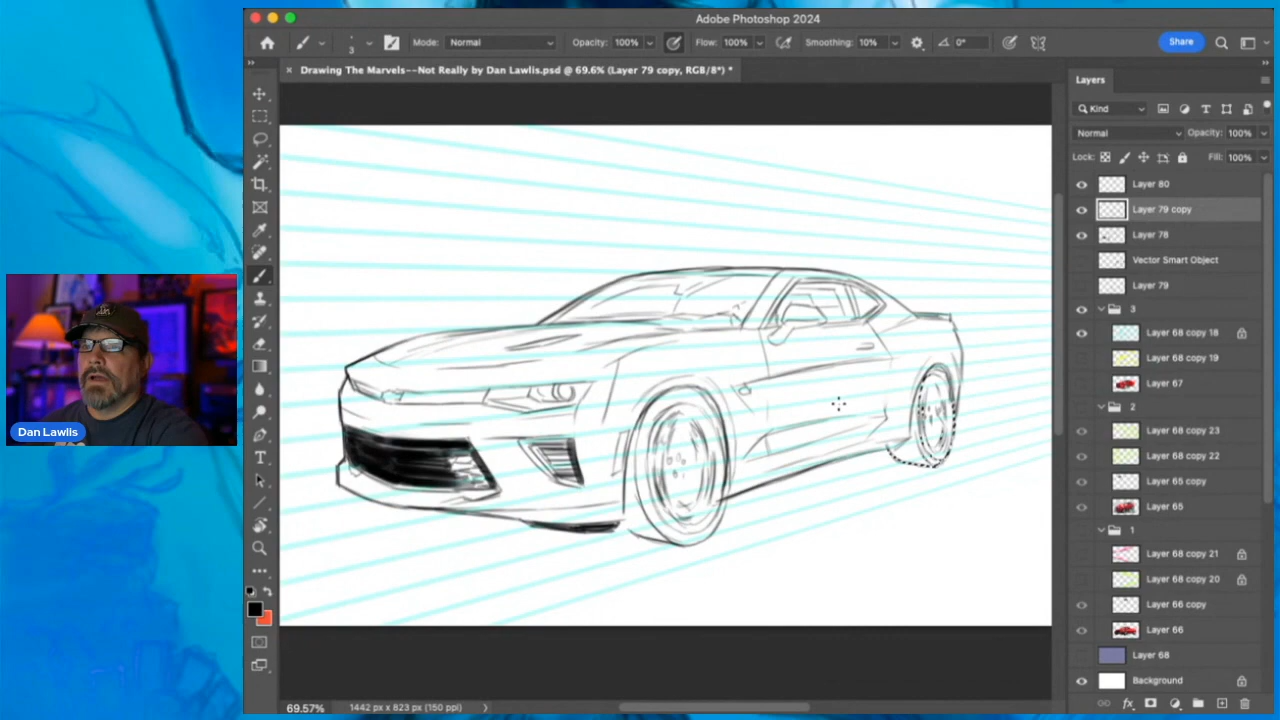 Adobe Photoshop 2024
3
Mode: Normal
Opacity: 100%
Flow: 100%
Smoothing: 10%
0°
Share
Drawing The Marvels--Not Really by Dan Lawlis.psd @ 69.6% (Layer 79 copy, RGB/8*) *
Layers
Kind
Normal
Opacity: 100%
Lock:
Fill: 100%
Layer 80
Layer 79 copy
Layer 78
Vector Smart Object
Layer 79
3
Layer 68 copy 18
Layer 68 copy 19
Layer 67
2
Layer 68 copy 23
Layer 68 copy 22
Layer 65 copy
Layer 65
1
Layer 68 copy 21
Layer 68 copy 20
Layer 66 copy
Layer 66
Layer 68
Background
Dan Lawlis
69.57%
1442 px x 823 px (150 ppi)